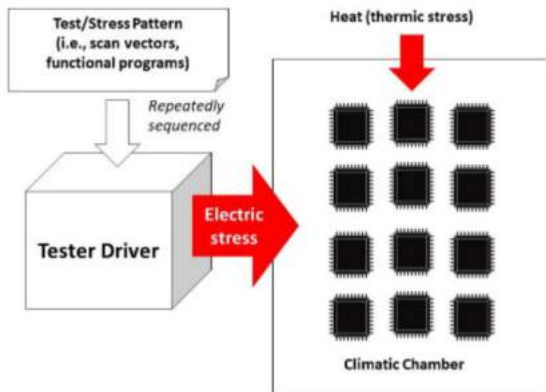 Test/Stress Pattern
(i.e., scan vectors,
functional programs)
Repeatedly
sequenced
Tester Driver
Electric
stress
Heat (thermic stress)
Climatic Chamber